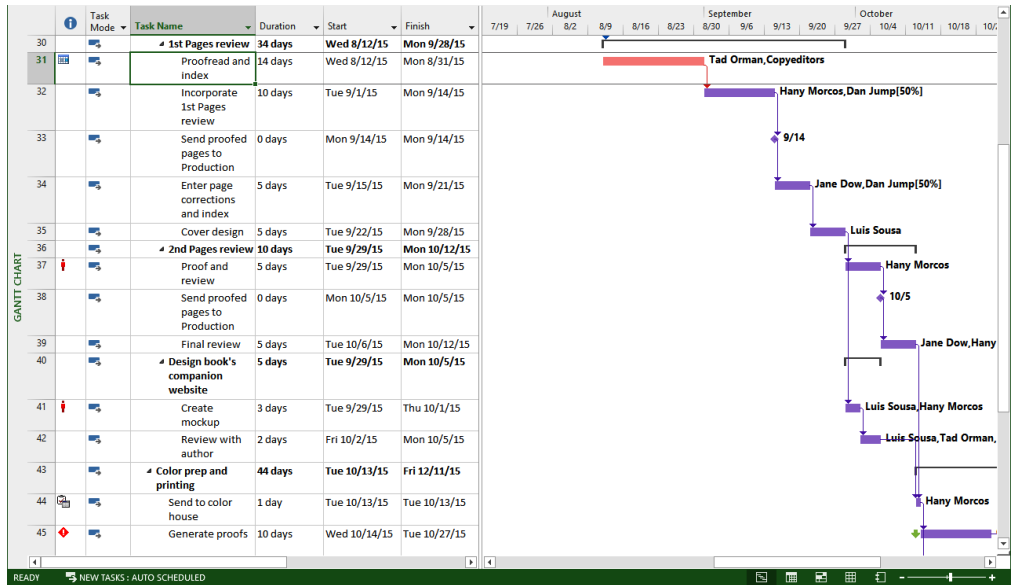 August September October
Task Mode Task Name Duration Start Finish 7/19 7/26 8/2 8/9 8/16 8/23 8/30 9/6 9/13 9/20 9/27 10/4 10/11 10/18
30 1st Pages review 34 days Wed 8/12/15 Mon 9/28/15
31 Proofread and index 14 days Wed 8/12/15 Mon 8/31/15 Tad Orman,Copyeditors
32 Incorporate 1st Pages review 10 days Tue 9/1/15 Mon 9/14/15 Hany Morcos,Dan Jump[50%]
33 Send proofed pages to Production 0 days Mon 9/14/15 Mon 9/14/15 9/14
34 Enter page corrections and index 5 days Tue 9/15/15 Mon 9/21/15 Jane Dow,Dan Jump[50%]
35 Cover design 5 days Tue 9/22/15 Mon 9/28/15 Luis Sousa
36 2nd Pages review 10 days Tue 9/29/15 Mon 10/12/15
37 Proof and review 5 days Tue 9/29/15 Mon 10/5/15 Hany Morcos
38 Send proofed pages to Production 0 days Mon 10/5/15 Mon 10/5/15 10/5
39 Final review 5 days Tue 10/6/15 Mon 10/12/15 Jane Dow,Hany
40 Design book's companion website 5 days Tue 9/29/15 Mon 10/5/15
41 Create mockup 3 days Tue 9/29/15 Thu 10/1/15 Luis Sousa,Hany Morcos
42 Review with author 2 days Fri 10/2/15 Mon 10/5/15 Luis Sousa,Tad Orman,
43 Color prep and printing 44 days Tue 10/13/15 Fri 12/11/15
44 Send to color house 1 day Tue 10/13/15 Tue 10/13/15 Hany Morcos
45 Generate proofs 10 days Wed 10/14/15 Tue 10/27/15
GANTT CHART
READY NEW TASKS : AUTO SCHEDULED